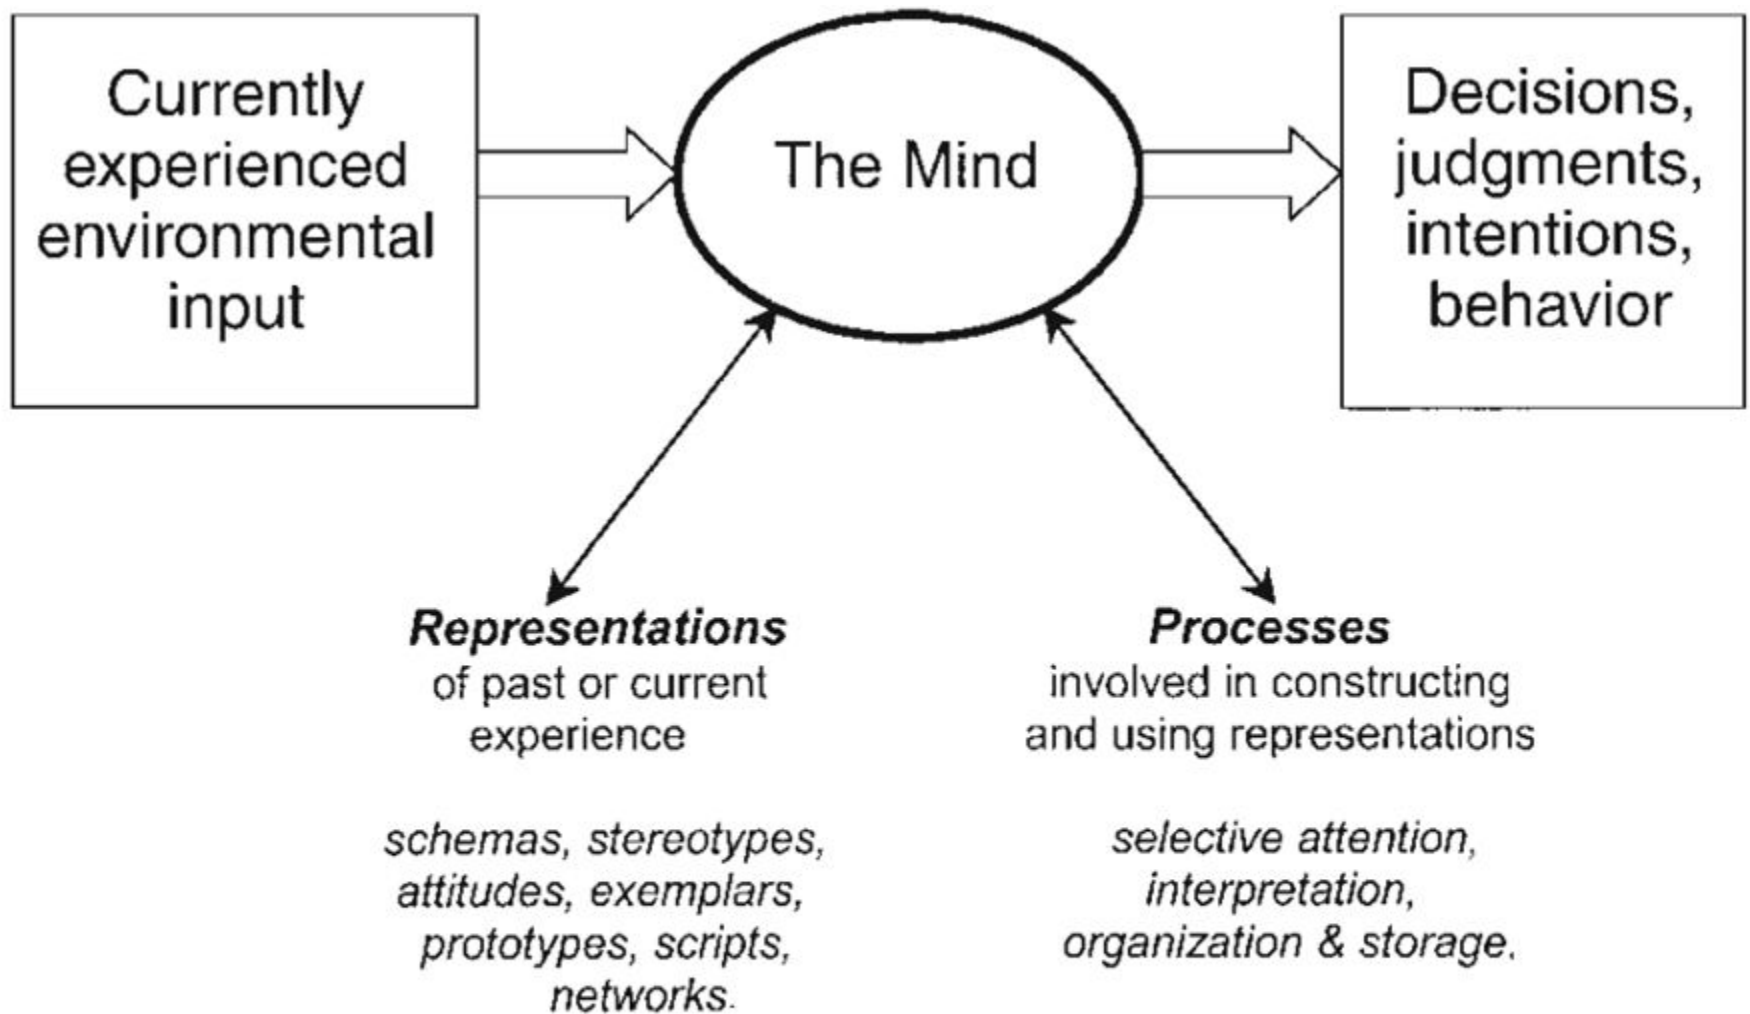 Currently
experienced
environmental
input
The Mind
Decisions,
judgments,
intentions,
behavior
Representations
of past or current
experience
schemas, stereotypes,
attitudes, exemplars,
prototypes, scripts,
networks.
Processes
involved in constructing
and using representations
selective attention,
interpretation,
organization & storage.